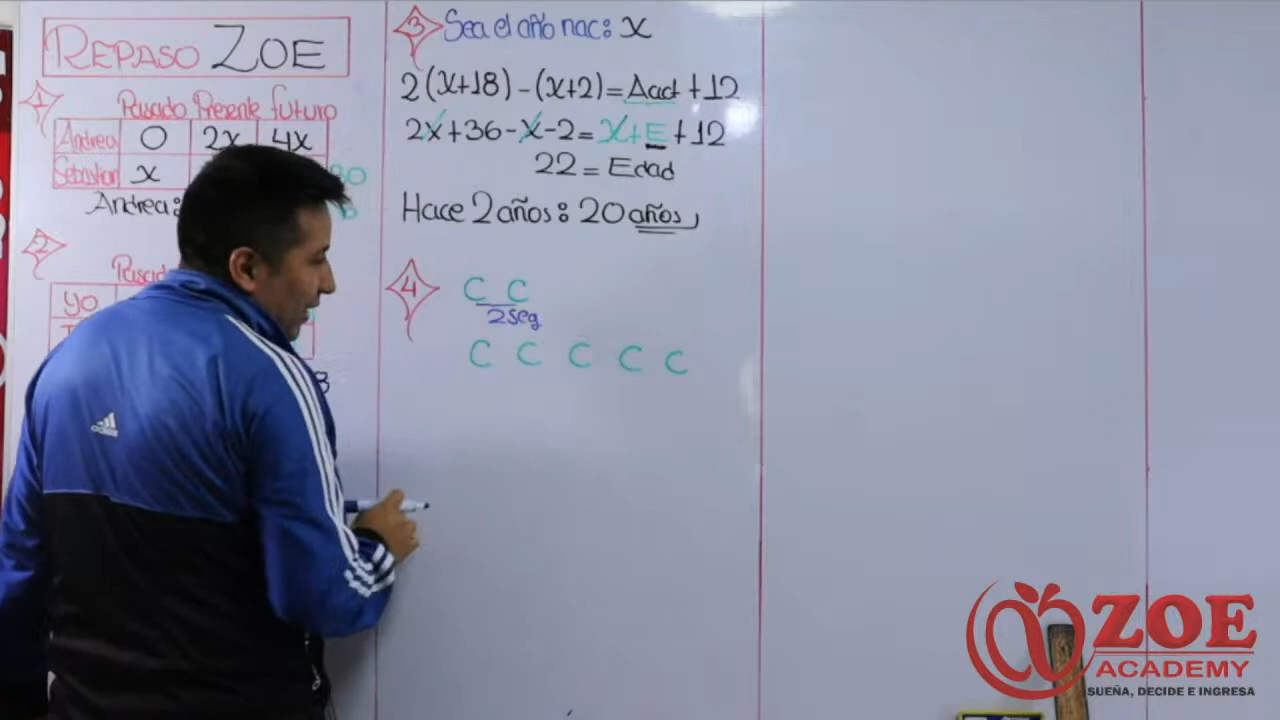 REPASO ZOE
1
Pasado Presente futuro
Andrea 0 2x 4x
Sebastian x
Andrea:
2
yo
3 Sea el año nac: x
2(x+18) - (x+2) = Aact +12
2x+36-x-2= x+E +12
22 = Edad
Hace 2 años: 20 años
4 C C
2seg
C C C C C
ZOE
ACADEMY
SUEÑA, DECIDE E INGRESA